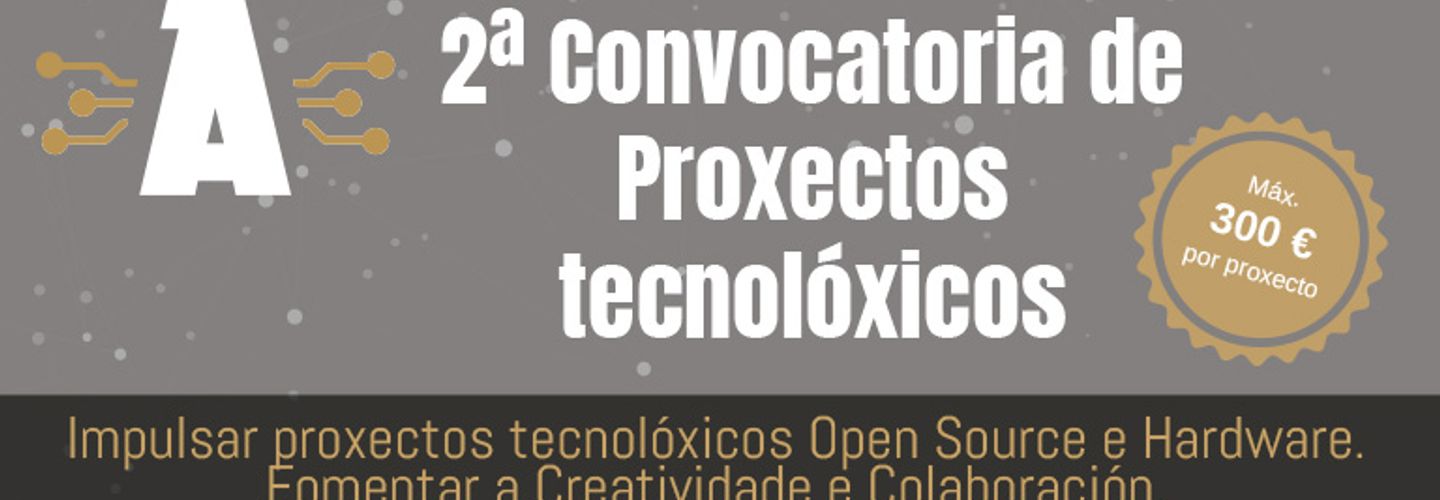 A
2ª Convocatoria de
Proxectos
tecnolóxicos
Máx.
300 €
por proxecto
Impulsar proxectos tecnolóxicos Open Source e Hardware.
Fomentar a Creatividade e Colaboración